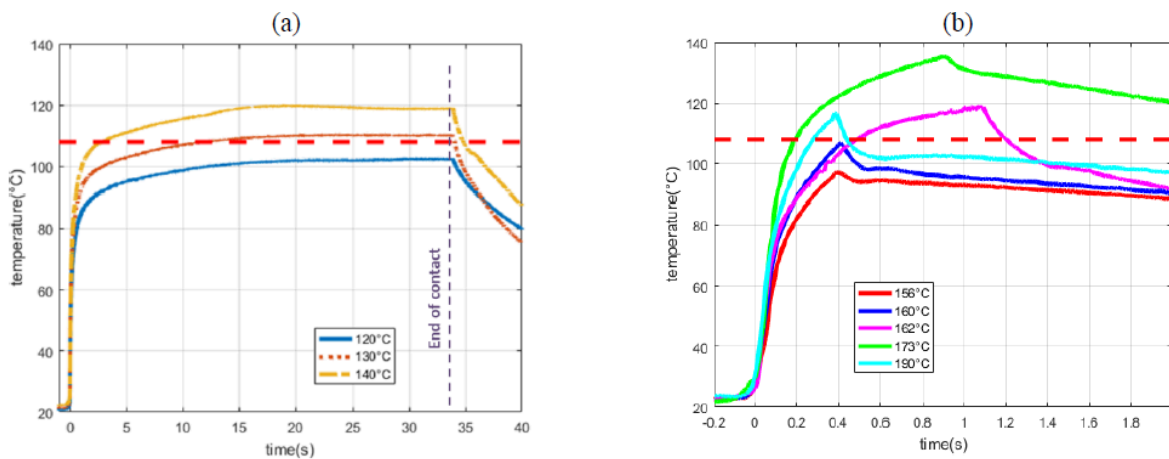 (a)
140
120
100
80
60
40
20
temperature(°C)
0
5
10
15
20
25
30
35
40
time(s)
End of contact
120°C
130°C
140°C
(b)
140
120
100
80
60
40
20
temperature(°C)
-0.2
0
0.2
0.4
0.6
0.8
1
1.2
1.4
1.6
1.8
time(s)
156°C
160°C
162°C
173°C
190°C